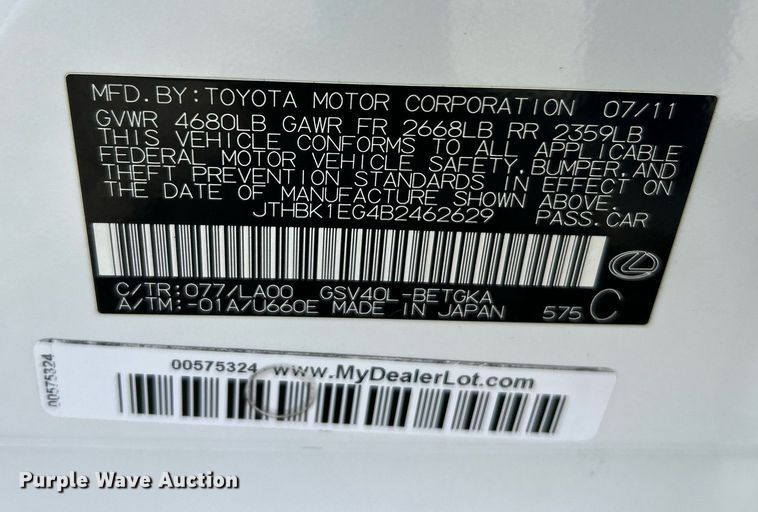 MFD. BY: TOYOTA MOTOR CORPORATION 07/11
GVWR 4680LB GAWR FR 2668LB RR 2359LB
THIS VEHICLE CONFORMS TO ALL APPLICABLE
FEDERAL MOTOR VEHICLE SAFETY, BUMPER, AND
THEFT PREVENTION STANDARDS IN EFFECT ON
THE DATE OF MANUFACTURE SHOWN ABOVE.
JTHBK1EG4B2462629 PASS. CAR
C/TR: 077/LA00 GSV40L-BETGKA
A/TM: -01A/U660E MADE IN JAPAN 575 C
00575324
00575324 www.MyDealerLot.com
Purple Wave Auction